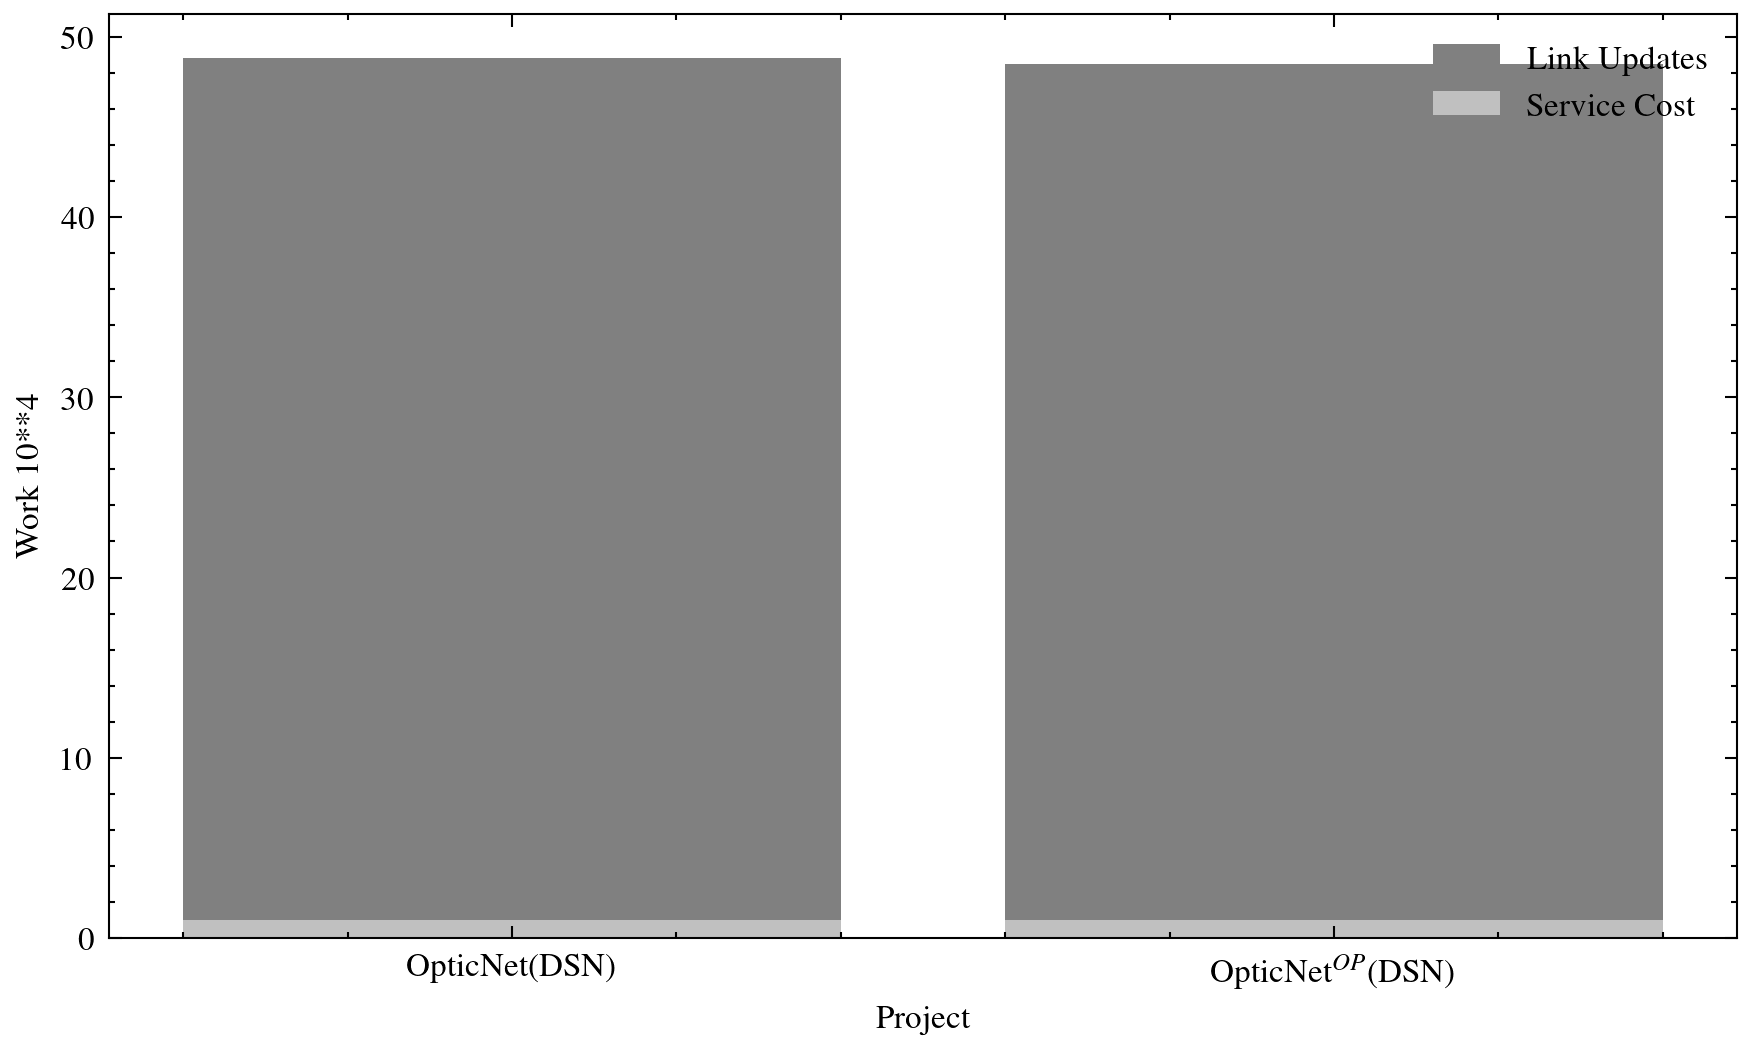 50
40
30
20
10
0
Work 10**4
Link Updates
Service Cost
OpticNet(DSN)
OpticNet^{OP}(DSN)
Project